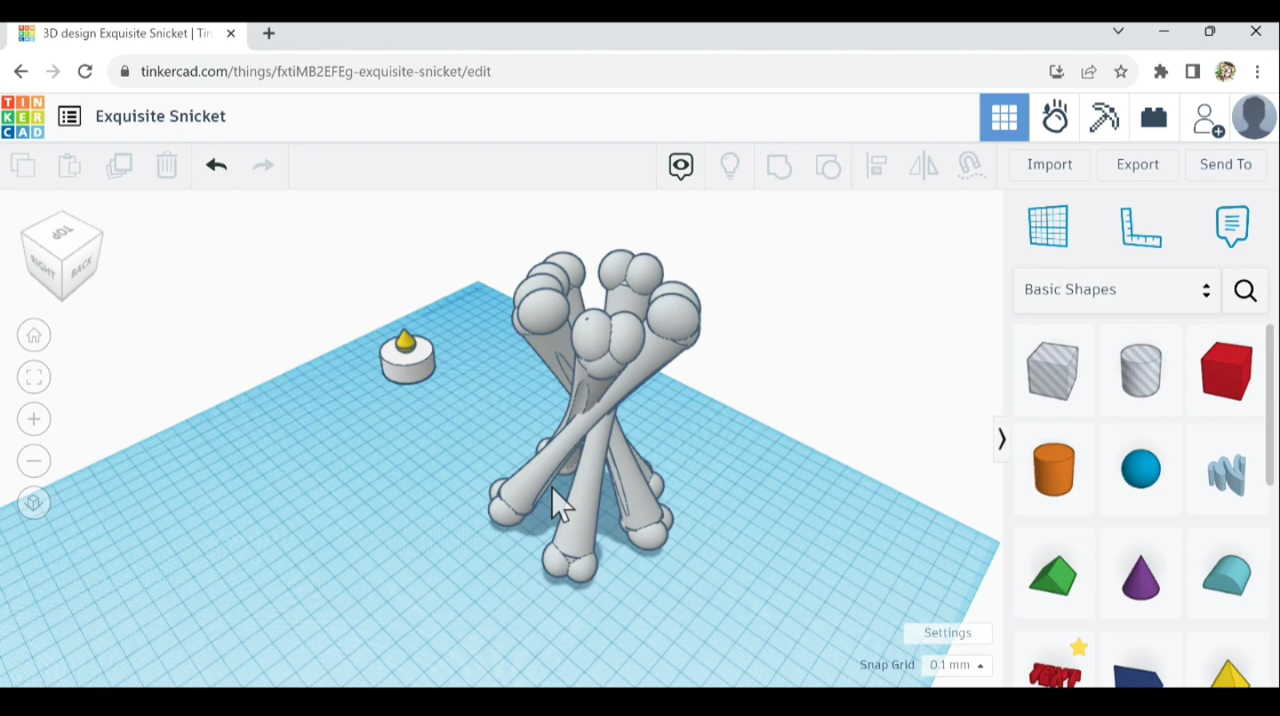 3D design Exquisite Snicket | Tin
tinkercad.com/things/fxtiMB2EFEg-exquisite-snicket/edit
TIN
KER
CAD
Exquisite Snicket
Import
Export
Send To
TOP
RIGHT
BACK
Basic Shapes
TEXT
Settings
Snap Grid
0.1 mm